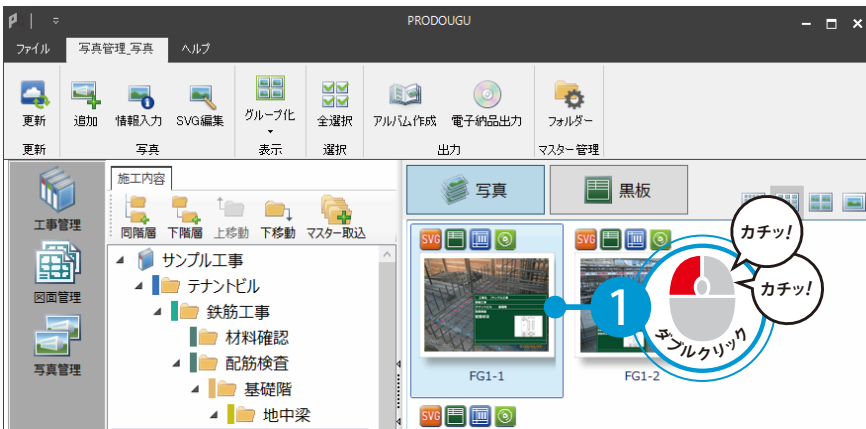 PRODOUGU
ファイル 写真管理_写真 ヘルプ
更新 追加 情報入力 SVG編集 グループ化 全選択 アルバム作成 電子納品出力 フォルダー
更新 写真 表示 選択 出力 マスター管理
工事管理
図面管理
写真管理
施工内容
同階層 下階層 上移動 下移動 マスター取込
サンプル工事
テナントビル
鉄筋工事
材料確認
配筋検査
基礎階
地中梁
写真 黒板
SVG SVG
カチッ!
カチッ!
1
ダブルクリック
FG1-1 FG1-2
SVG